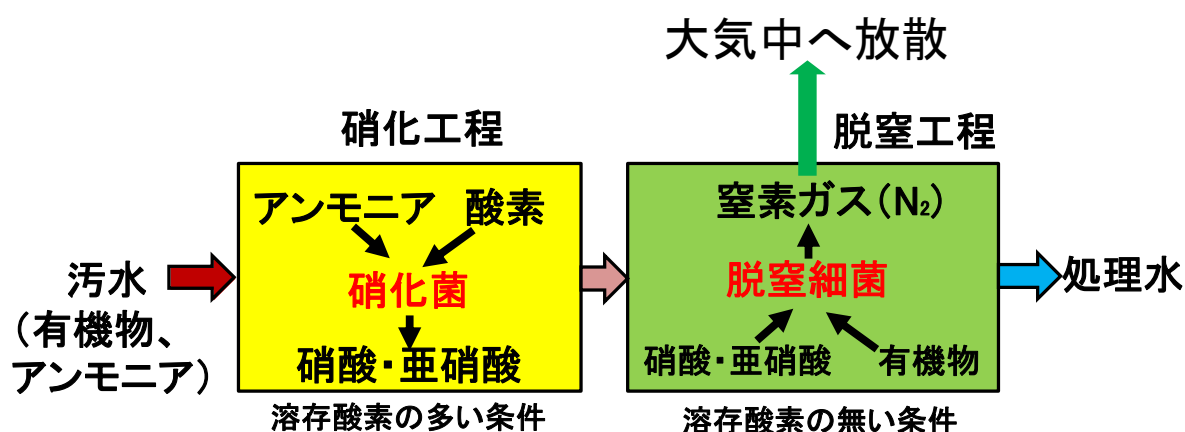 大気中へ放散
硝化工程
脱窒工程
アンモニア 酸素
硝化菌
硝酸・亜硝酸
窒素ガス(N₂)
脱窒細菌
硝酸・亜硝酸 有機物
汚水
(有機物、
アンモニア)
処理水
溶存酸素の多い条件
溶存酸素の無い条件